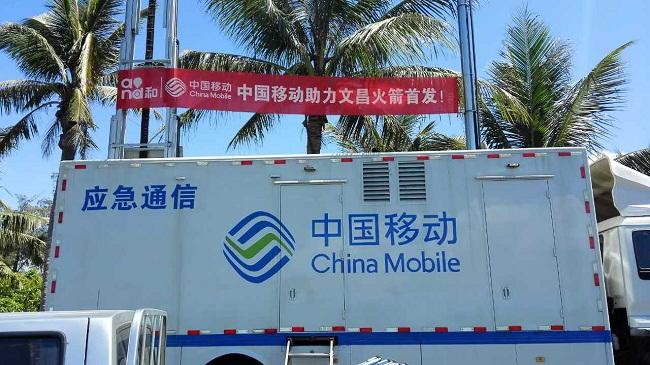 and和 中国移动 China Mobile 中国移动助力文昌火箭首发！
应急通信
中国移动
China Mobile